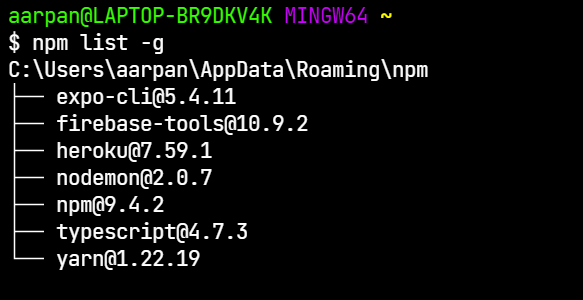 aarpan@LAPTOP-BR9DKV4K MINGW64 ~
$ npm list -g
C:\Users\aarpan\AppData\Roaming\npm
├── expo-cli@5.4.11
├── firebase-tools@10.9.2
├── heroku@7.59.1
├── nodemon@2.0.7
├── npm@9.4.2
├── typescript@4.7.3
└── yarn@1.22.19